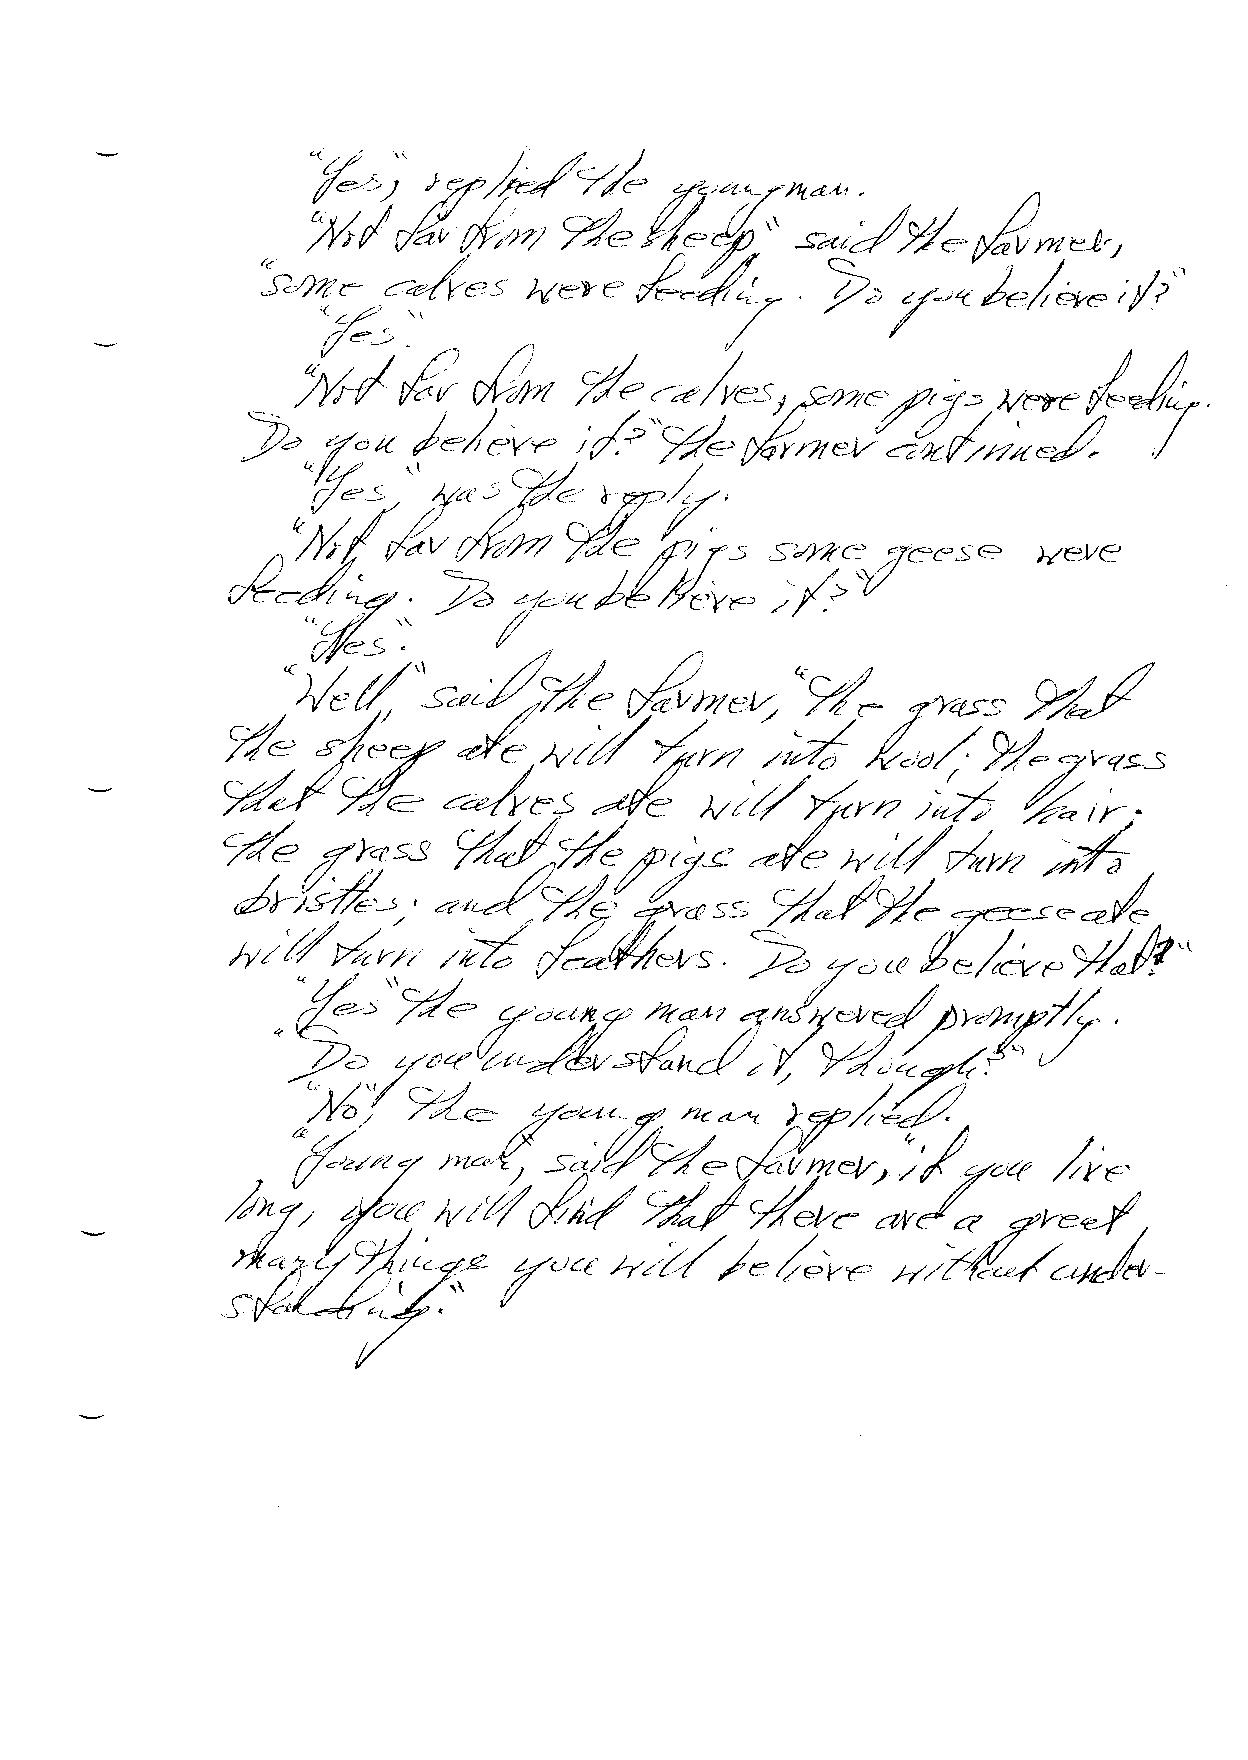 "Yes", replied the young man.
"Not far from the sheep" said the farmer,
"some calves were feeding. Do you believe it?"
"Yes".
"Not far from the calves, some pigs were feeding.
Do you believe it?" The farmer continued.
"Yes," was the reply.
"Not far from the pigs some geese were
feeding. Do you believe it?"
"Yes".
"Well," said the farmer, "the grass that
the sheep ate will turn into wool; the grass
that the calves ate will turn into hair;
the grass that the pigs ate will turn into
bristles; and the grass that the geese ate
will turn into feathers. Do you believe that?"
"Yes" the young man answered promptly.
"Do you understand it, though?"
"No", the young man replied.
"Young man", said the farmer, "if you live
long, you will find that there are a great
many things you will believe without under-
standing."